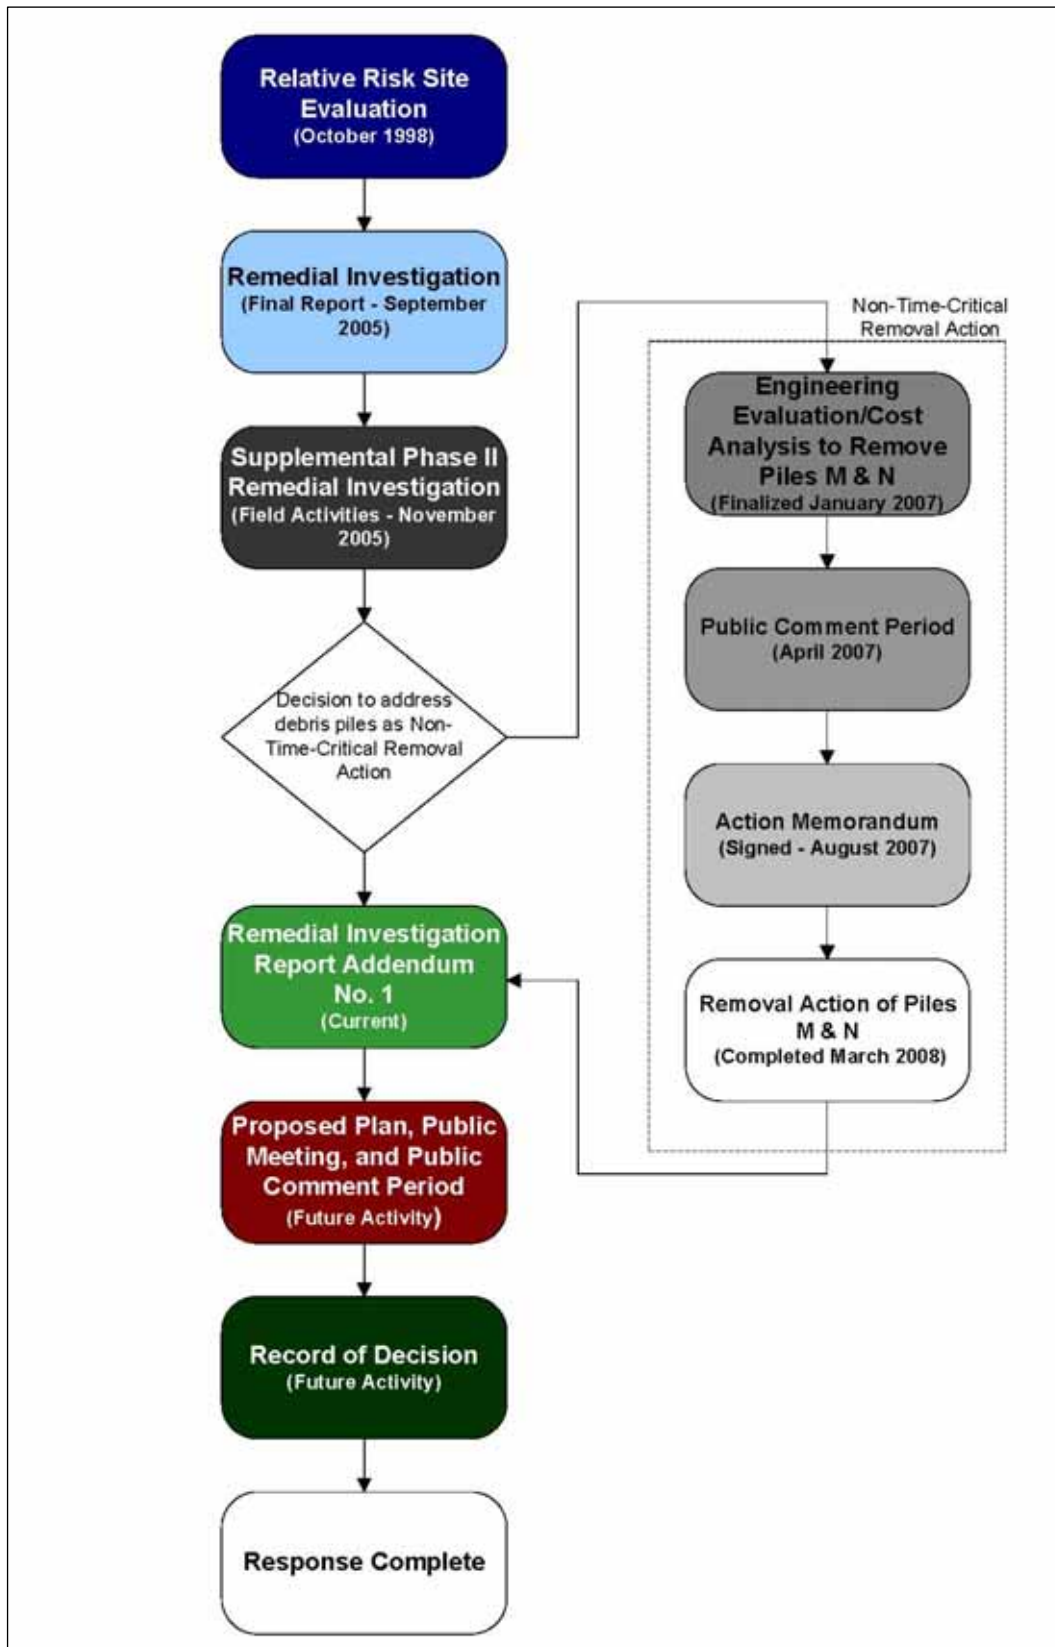 Relative Risk Site
Evaluation
(October 1998)
Remedial Investigation
(Final Report - September
2005)
Supplemental Phase II
Remedial Investigation
(Field Activities - November
2005)
Decision to address
debris piles as Non-
Time-Critical Removal
Action
Non-Time-Critical
Removal Action
Engineering
Evaluation/Cost
Analysis to Remove
Piles M & N
(Finalized January 2007)
Public Comment Period
(April 2007)
Action Memorandum
(Signed - August 2007)
Removal Action of Piles
M & N
(Completed March 2008)
Remedial Investigation
Report Addendum
No. 1
(Current)
Proposed Plan, Public
Meeting, and Public
Comment Period
(Future Activity)
Record of Decision
(Future Activity)
Response Complete